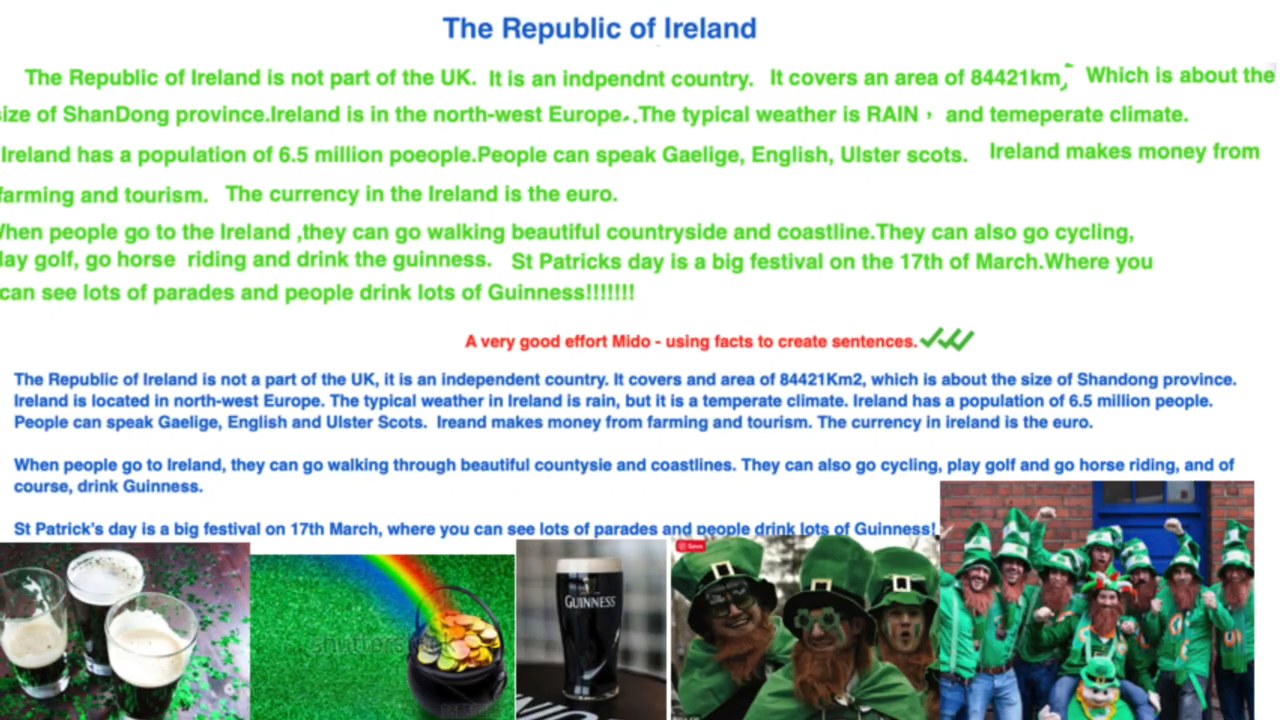 The Republic of Ireland
The Republic of Ireland is not part of the UK. It is an indpendnt country. It covers an area of 84421km, Which is about the
size of ShanDong province.Ireland is in the north-west Europe..The typical weather is RAIN , and temeperate climate.
Ireland has a population of 6.5 million poeople.People can speak Gaelige, English, Ulster scots. Ireland makes money from
farming and tourism. The currency in the Ireland is the euro.
When people go to the Ireland ,they can go walking beautiful countryside and coastline.They can also go cycling,
lay golf, go horse riding and drink the guinness. St Patricks day is a big festival on the 17th of March.Where you
can see lots of parades and people drink lots of Guinness!!!!!!!
A very good effort Mido - using facts to create sentences.
The Republic of Ireland is not a part of the UK, it is an independent country. It covers and area of 84421Km2, which is about the size of Shandong province.
Ireland is located in north-west Europe. The typical weather in Ireland is rain, but it is a temperate climate. Ireland has a population of 6.5 million people.
People can speak Gaelige, English and Ulster Scots. Ireand makes money from farming and tourism. The currency in ireland is the euro.
When people go to Ireland, they can go walking through beautiful countysie and coastlines. They can also go cycling, play golf and go horse riding, and of
course, drink Guinness.
St Patrick's day is a big festival on 17th March, where you can see lots of parades and people drink lots of Guinness!
Save
GUINNESS
shutterstock